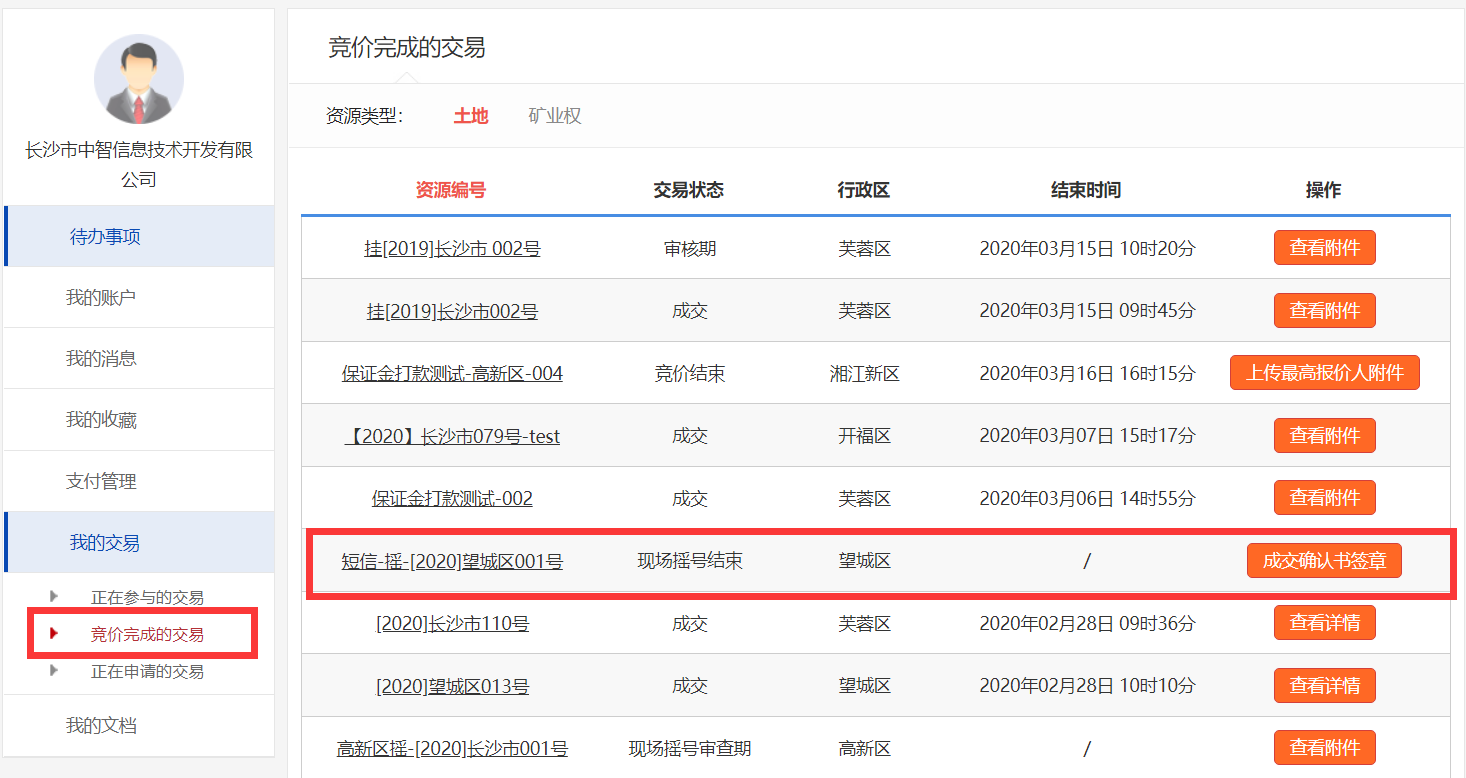 长沙市中智信息技术开发有限
公司
待办事项
我的账户
我的消息
我的收藏
支付管理
我的交易
正在参与的交易
竞价完成的交易
正在申请的交易
我的文档
竞价完成的交易
资源类型： 土地 矿业权
资源编号 交易状态 行政区 结束时间 操作
挂[2019]长沙市 002号 审核期 芙蓉区 2020年03月15日 10时20分 查看附件
挂[2019]长沙市002号 成交 芙蓉区 2020年03月15日 09时45分 查看附件
保证金打款测试-高新区-004 竞价结束 湘江新区 2020年03月16日 16时15分 上传最高报价人附件
【2020】长沙市079号-test 成交 开福区 2020年03月07日 15时17分 查看附件
保证金打款测试-002 成交 芙蓉区 2020年03月06日 14时55分 查看附件
短信-摇-[2020]望城区001号 现场摇号结束 望城区 / 成交确认书签章
[2020]长沙市110号 成交 芙蓉区 2020年02月28日 09时36分 查看详情
[2020]望城区013号 成交 望城区 2020年02月28日 10时10分 查看详情
高新区摇-[2020]长沙市001号 现场摇号审查期 高新区 / 查看附件